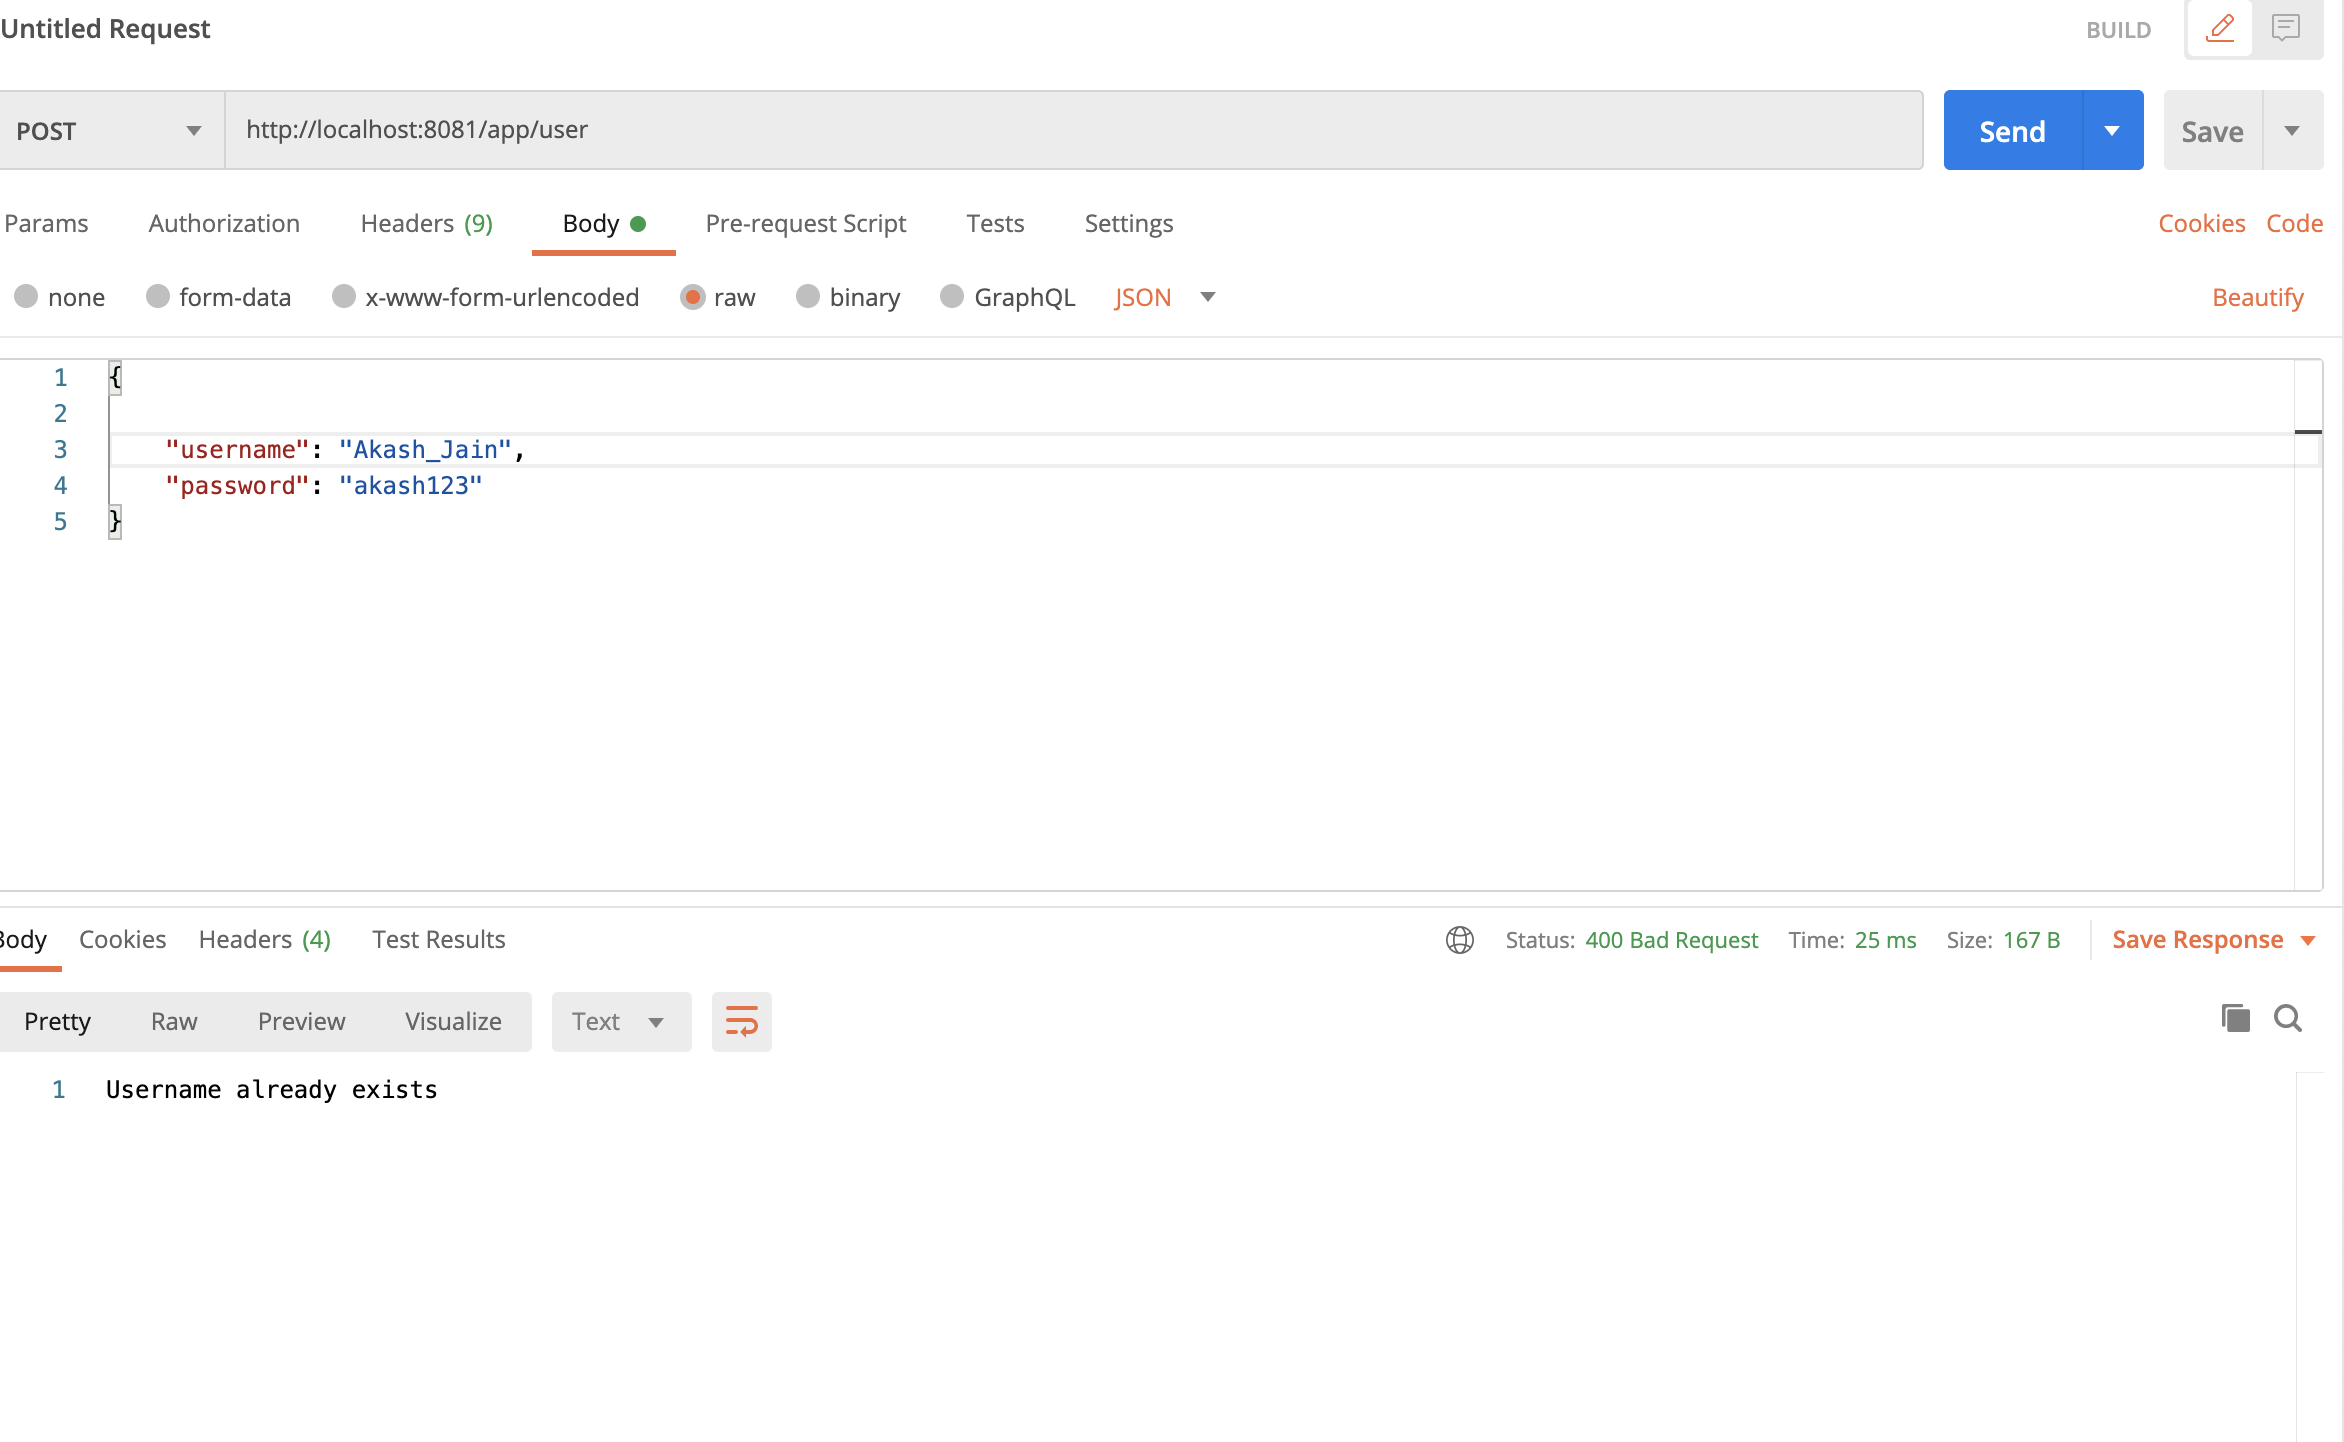 Untitled Request
BUILD
POST
http://localhost:8081/app/user
Send
Save
Params Authorization Headers (9) Body Pre-request Script Tests Settings Cookies Code
none form-data x-www-form-urlencoded raw binary GraphQL JSON Beautify
1 {
2
3 "username": "Akash_Jain",
4 "password": "akash123"
5 }
Body Cookies Headers (4) Test Results Status: 400 Bad Request Time: 25 ms Size: 167 B Save Response
Pretty Raw Preview Visualize Text
1 Username already exists